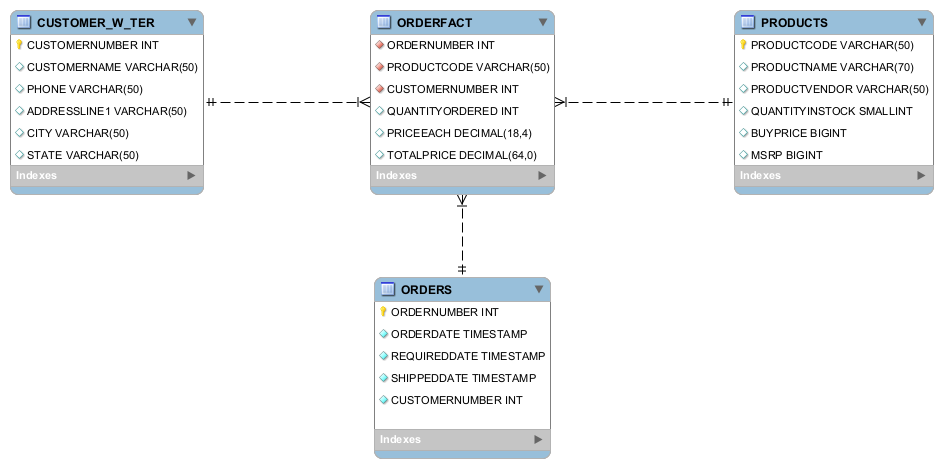 CUSTOMER_W_TER
CUSTOMERNUMBER INT
CUSTOMERNAME VARCHAR(50)
PHONE VARCHAR(50)
ADDRESSLINE1 VARCHAR(50)
CITY VARCHAR(50)
STATE VARCHAR(50)
Indexes
ORDERFACT
ORDERNUMBER INT
PRODUCTCODE VARCHAR(50)
CUSTOMERNUMBER INT
QUANTITYORDERED INT
PRICEEACH DECIMAL(18,4)
TOTALPRICE DECIMAL(64,0)
Indexes
PRODUCTS
PRODUCTCODE VARCHAR(50)
PRODUCTNAME VARCHAR(70)
PRODUCTVENDOR VARCHAR(50)
QUANTITYINSTOCK SMALLINT
BUYPRICE BIGINT
MSRP BIGINT
Indexes
ORDERS
ORDERNUMBER INT
ORDERDATE TIMESTAMP
REQUIREDDATE TIMESTAMP
SHIPPEDDATE TIMESTAMP
CUSTOMERNUMBER INT
Indexes